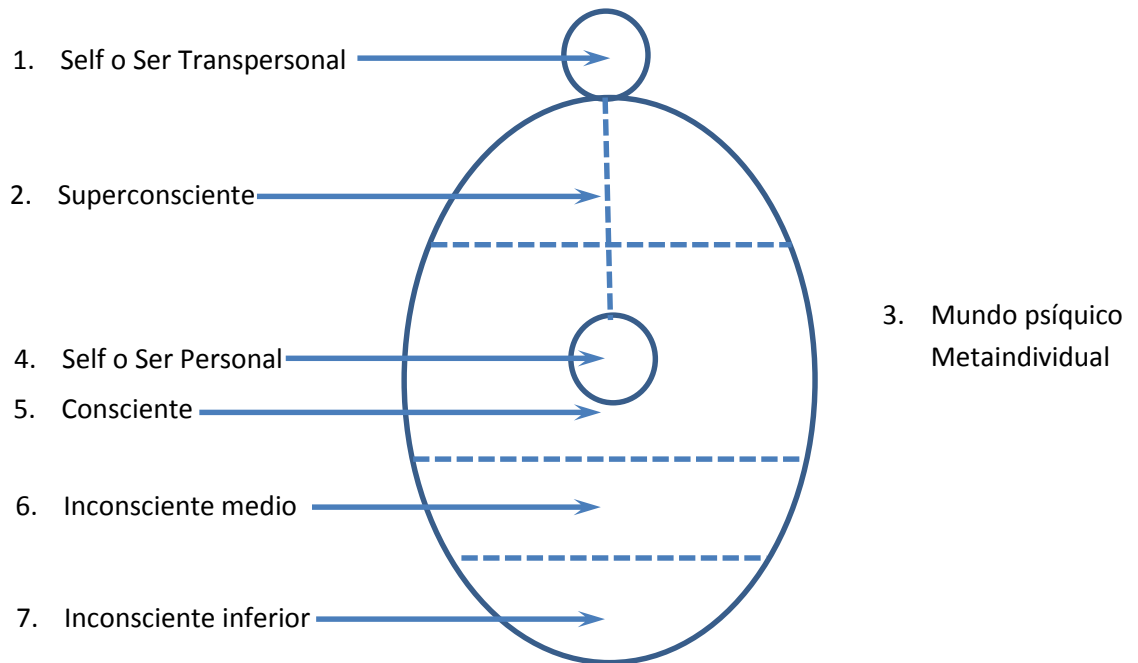 1. Self o Ser Transpersonal
2. Superconsciente
3. Mundo psíquico
Metaindividual
4. Self o Ser Personal
5. Consciente
6. Inconsciente medio
7. Inconsciente inferior